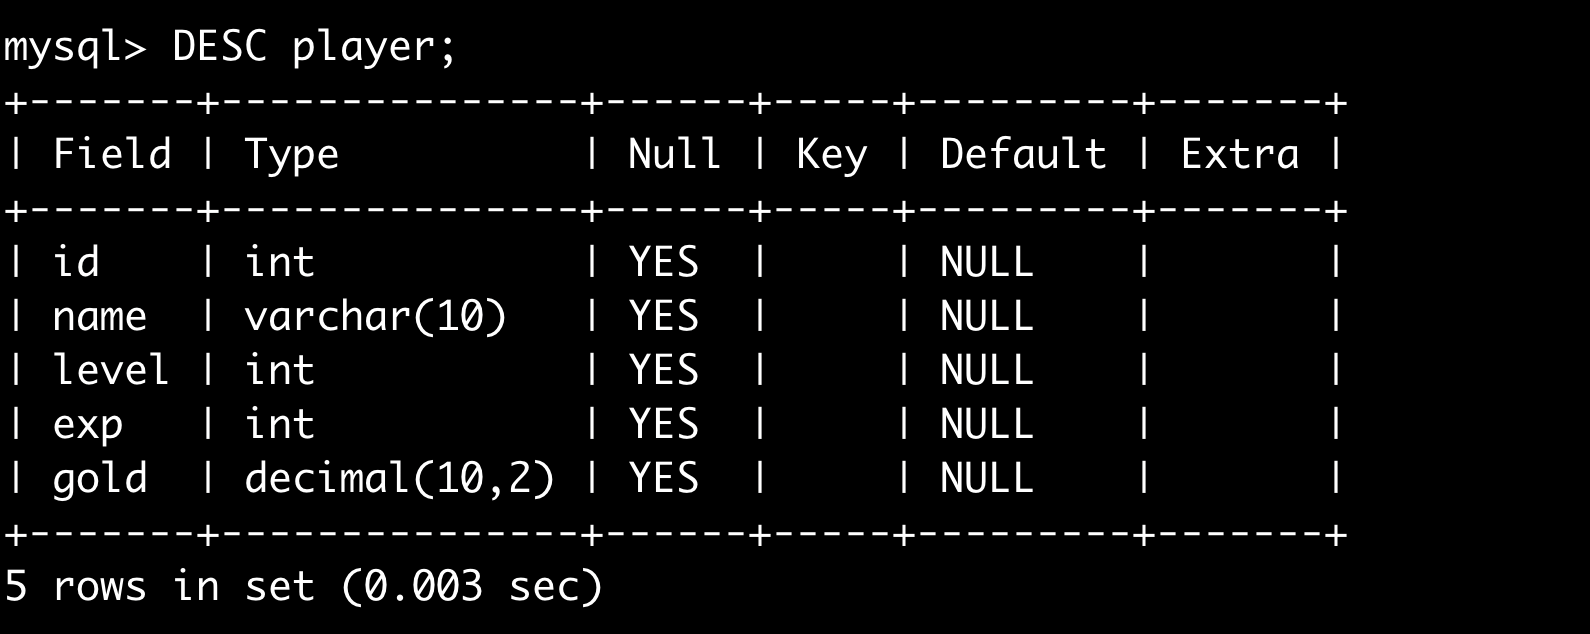 mysql> DESC player;
+-------+---------------+------+-----+---------+-------+
| Field | Type          | Null | Key | Default | Extra |
+-------+---------------+------+-----+---------+-------+
| id    | int           | YES  |     | NULL    |       |
| name  | varchar(10)   | YES  |     | NULL    |       |
| level | int           | YES  |     | NULL    |       |
| exp   | int           | YES  |     | NULL    |       |
| gold  | decimal(10,2) | YES  |     | NULL    |       |
+-------+---------------+------+-----+---------+-------+
5 rows in set (0.003 sec)